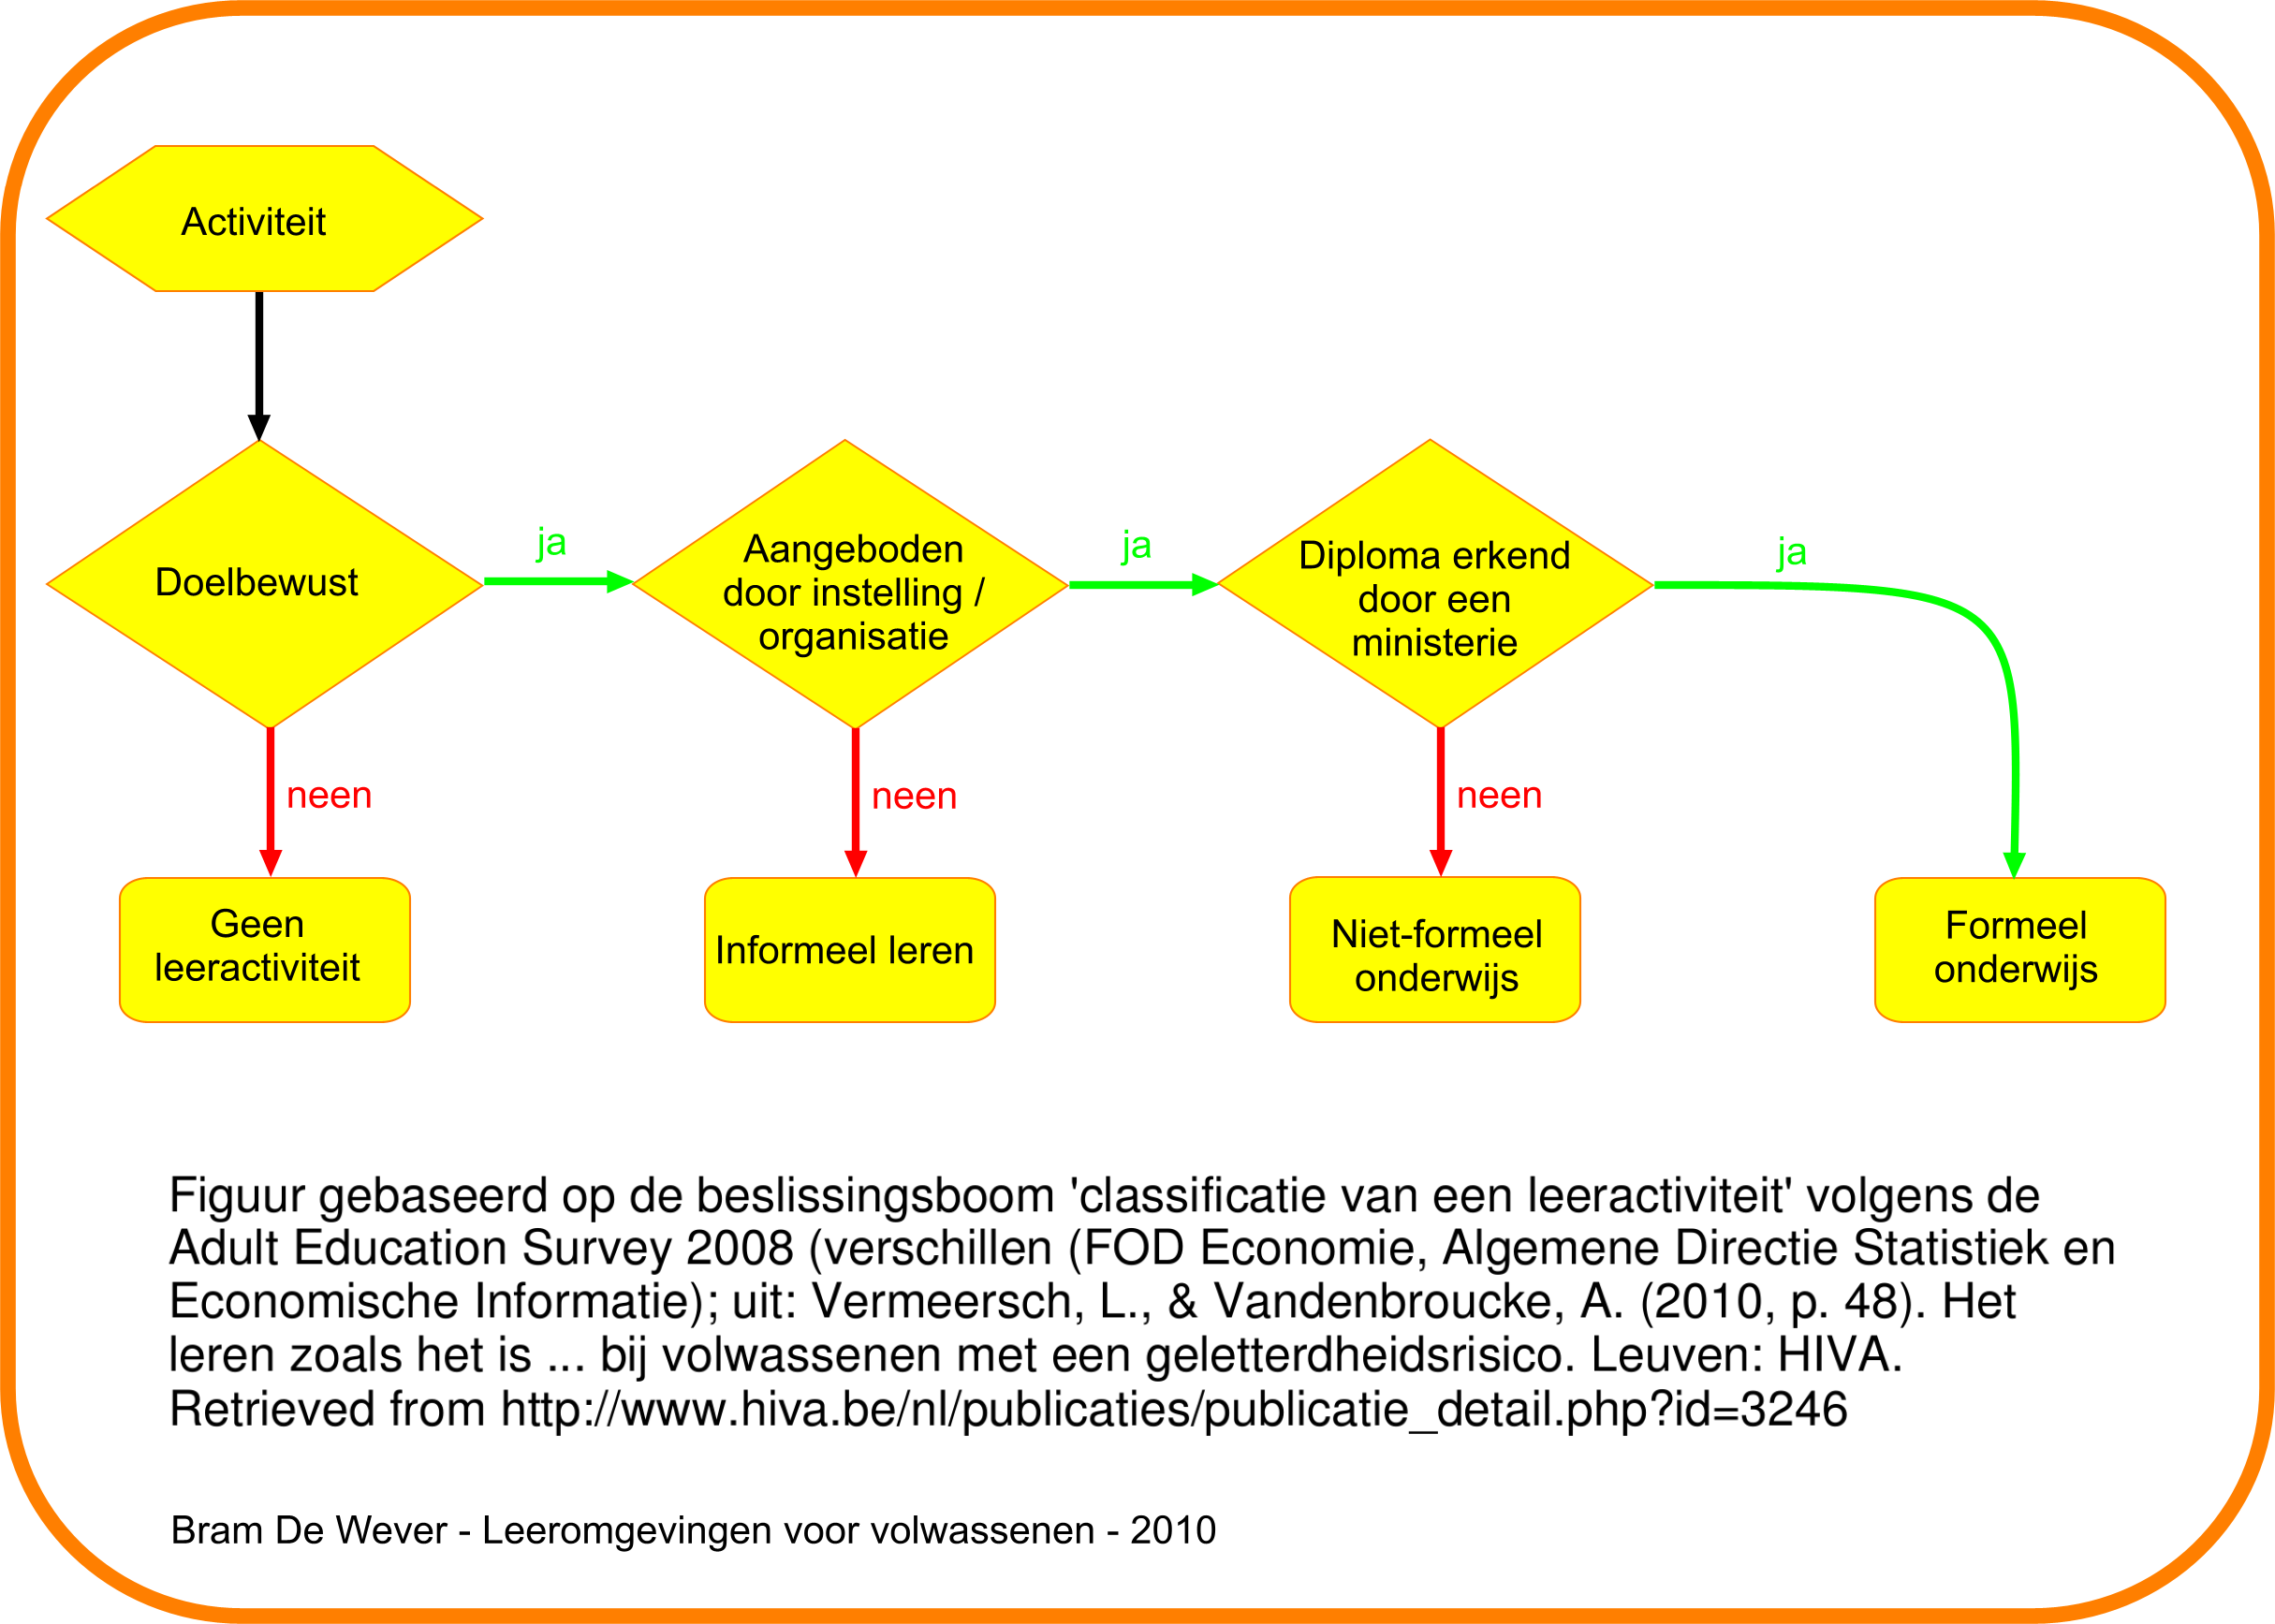 Activiteit
Doelbewust
ja
Aangeboden
door instelling /
organisatie
ja
Diploma erkend
door een
ministerie
ja
neen
neen
neen
Geen
leeractiviteit
Informeel leren
Niet-formeel
onderwijs
Formeel
onderwijs
Figuur gebaseerd op de beslissingsboom 'classificatie van een leeractiviteit' volgens de
Adult Education Survey 2008 (verschillen (FOD Economie, Algemene Directie Statistiek en
Economische Informatie); uit: Vermeersch, L., & Vandenbroucke, A. (2010, p. 48). Het
leren zoals het is ... bij volwassenen met een geletterdheidsrisico. Leuven: HIVA.
Retrieved from http://www.hiva.be/nl/publicaties/publicatie_detail.php?id=3246
Bram De Wever - Leeromgevingen voor volwassenen - 2010